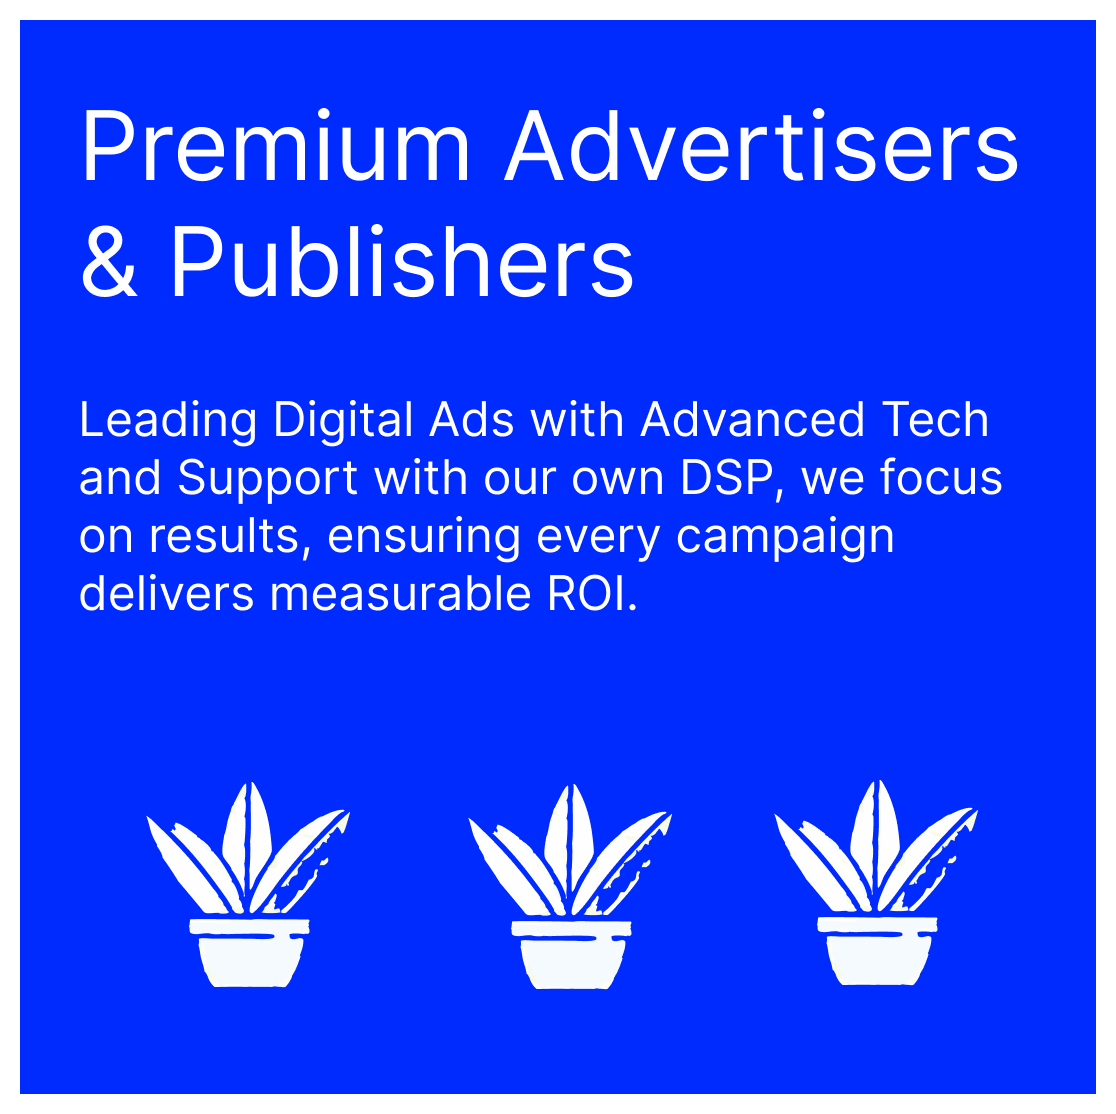 Premium Advertisers
& Publishers
Leading Digital Ads with Advanced Tech
and Support with our own DSP, we focus
on results, ensuring every campaign
delivers measurable ROI.